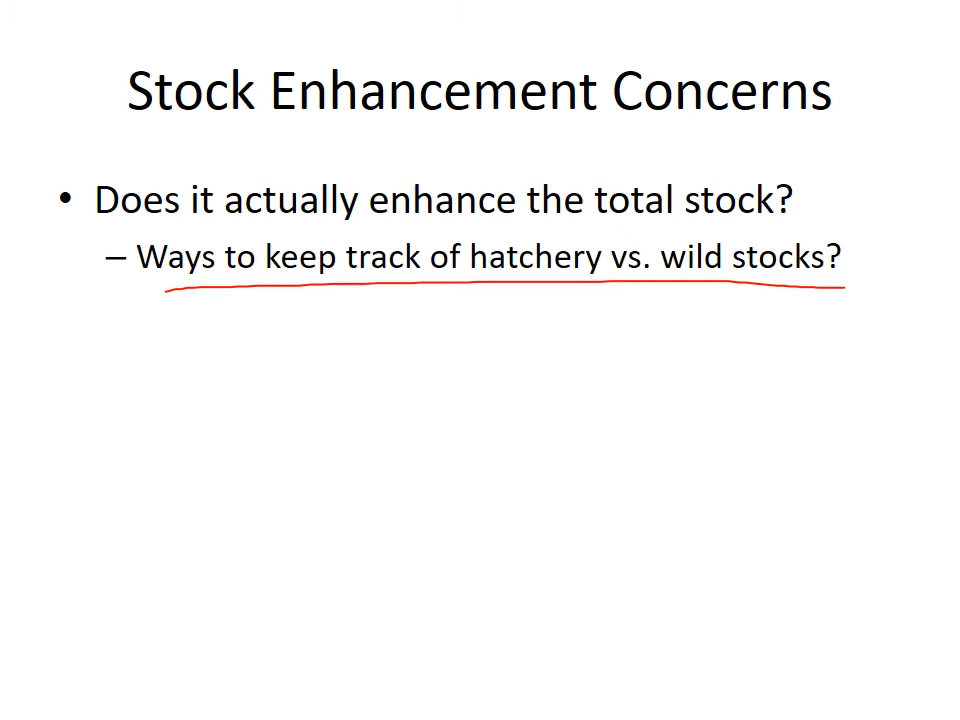 Stock Enhancement Concerns
• Does it actually enhance the total stock?
– Ways to keep track of hatchery vs. wild stocks?